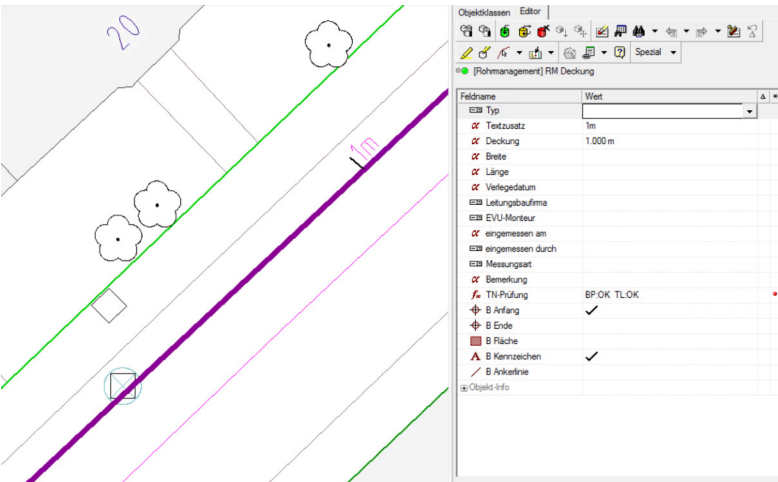 20
1m
Objektklassen Editor
Spezial
[Rohmanagement] RM Deckung
Feldname Wert
Typ
Textzusatz 1m
Deckung 1.000 m
Breite
Länge
Verlegedatum
Leitungsbaufirma
EVU-Monteur
eingemessen am
eingemessen durch
Messungsart
Bemerkung
TN-Prüfung BP:OK TL:OK
B Anfang
B Ende
B Fläche
B Kennzeichen
B Ankerlinie
Objekt-Info